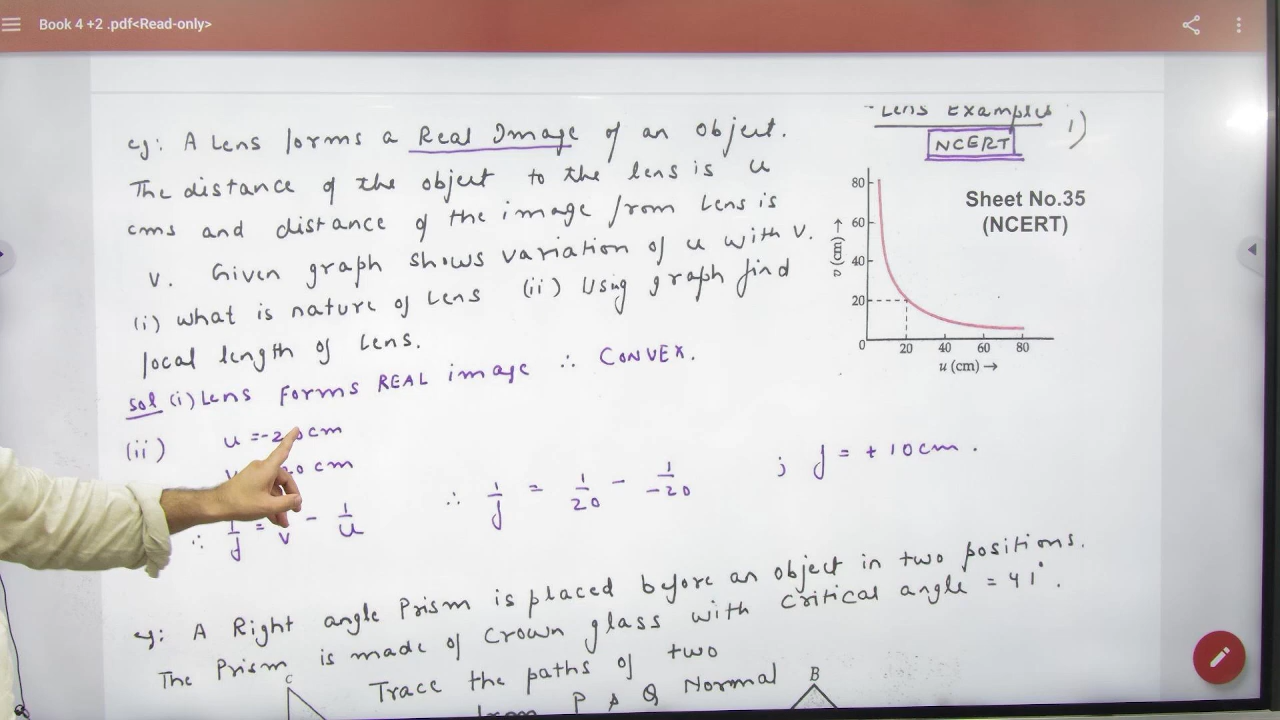 Book 4 +2 .pdf<Read-only>
- Lens Examples 1)
NCERT
eg: A Lens forms a Real Image of an object.
The distance of the object to the lens is u
cms and distance of the image from Lens is
v. Given graph shows variation of u with v.
(i) what is nature of Lens (ii) Using graph find
focal length of Lens.
Sheet No.35
(NCERT)
80
60
40
20
0
20 40 60 80
v (cm) →
u (cm) →
Sol (i) Lens Forms REAL image ∴ CONVEX.
(ii) u =-20cm
cm
∴ 1/f = 1/v - 1/u ∴ 1/f = 1/20 - 1/-20 ; f = + 10cm.
eg: A Right angle Prism is placed before an object in two positions.
The Prism is made of crown glass with critical angle = 41°.
Trace the paths of two
from P & Q Normal
C
B